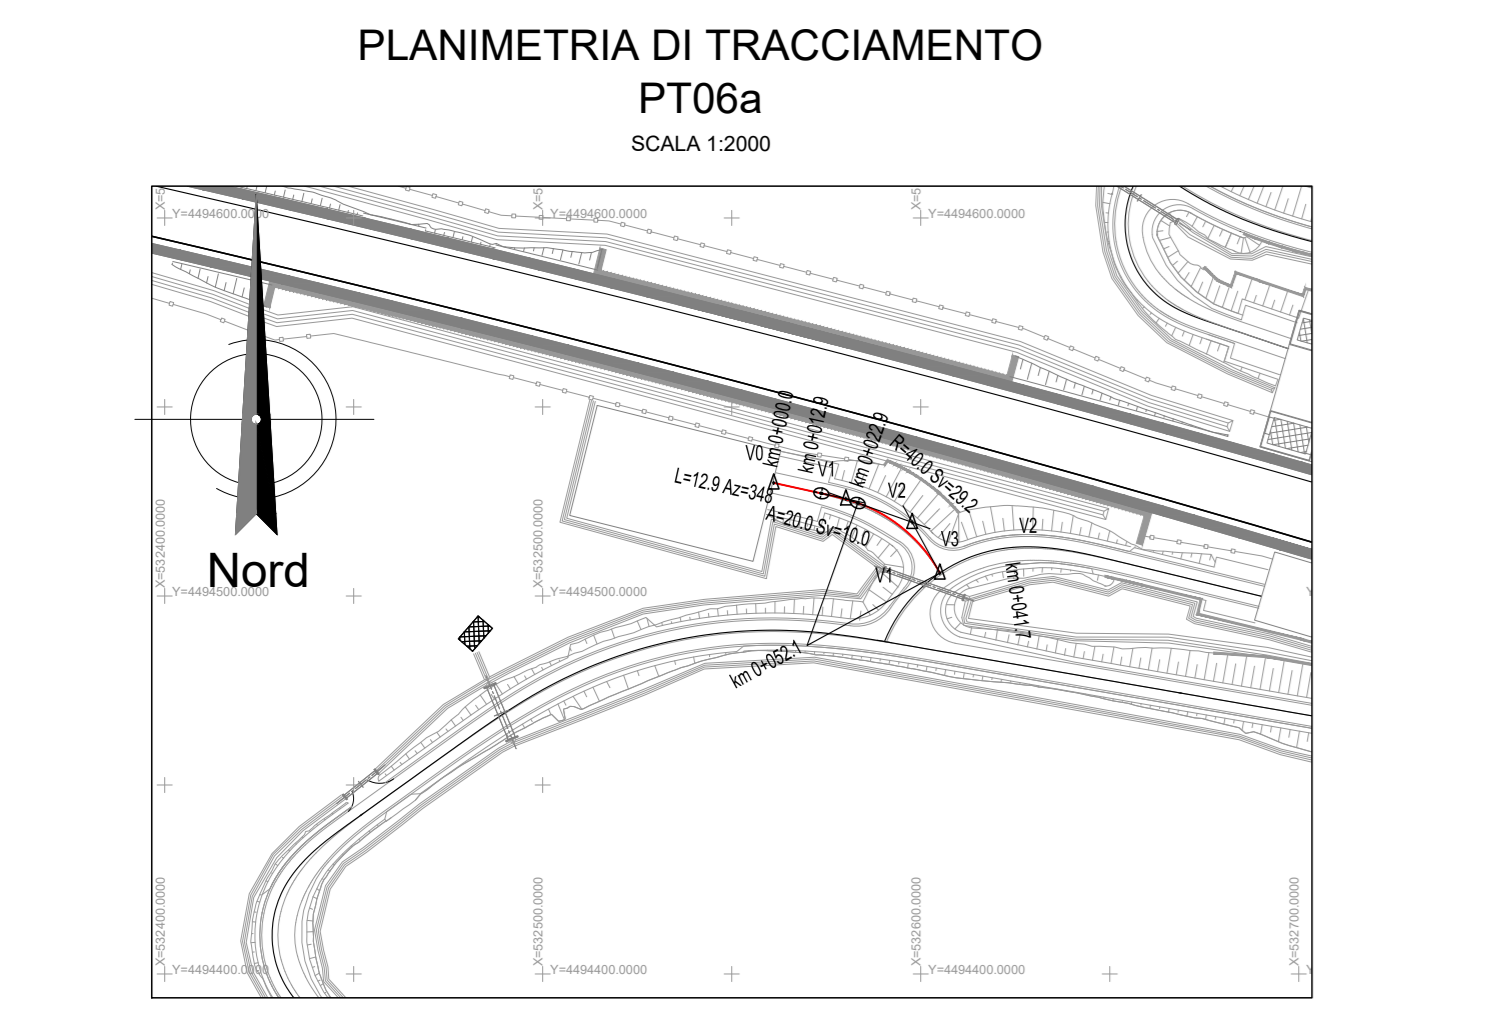 PLANIMETRIA DI TRACCIAMENTO
PT06a
SCALA 1:2000
X=5
X=5
X=5
Y=4494600.0000
Y=4494600.0000
Y=4494600.0000
km 0+000.0
km 0+012.9
km 0+022.9
R=40.0 Sv=29.2
V0
V1
L=12.9 Az=348
V2
A=20.0 Sv=10.0
V3
V2
X=532400.0000
X=532500.0000
Nord
V1
km 0+041.7
Y=4494500.0000
Y=4494500.0000
km 0+052.1
X=532400.0000
X=532500.0000
X=532600.0000
X=532700.0000
Y=4494400.0000
Y=4494400.0000
Y=4494400.0000